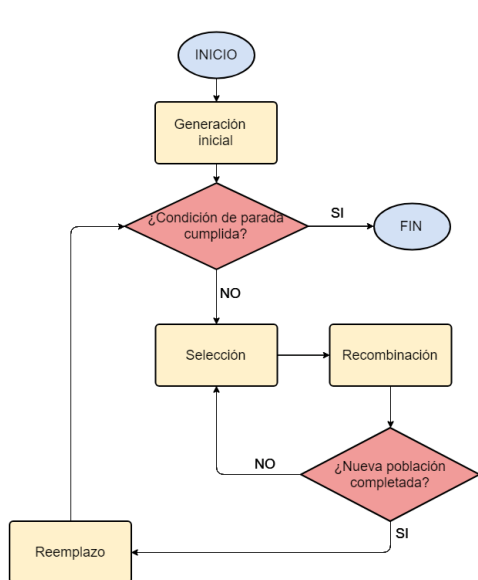 INICIO
Generación
inicial
¿Condición de parada
cumplida?
SI
FIN
NO
Selección
Recombinación
NO
¿Nueva población
completada?
SI
Reemplazo